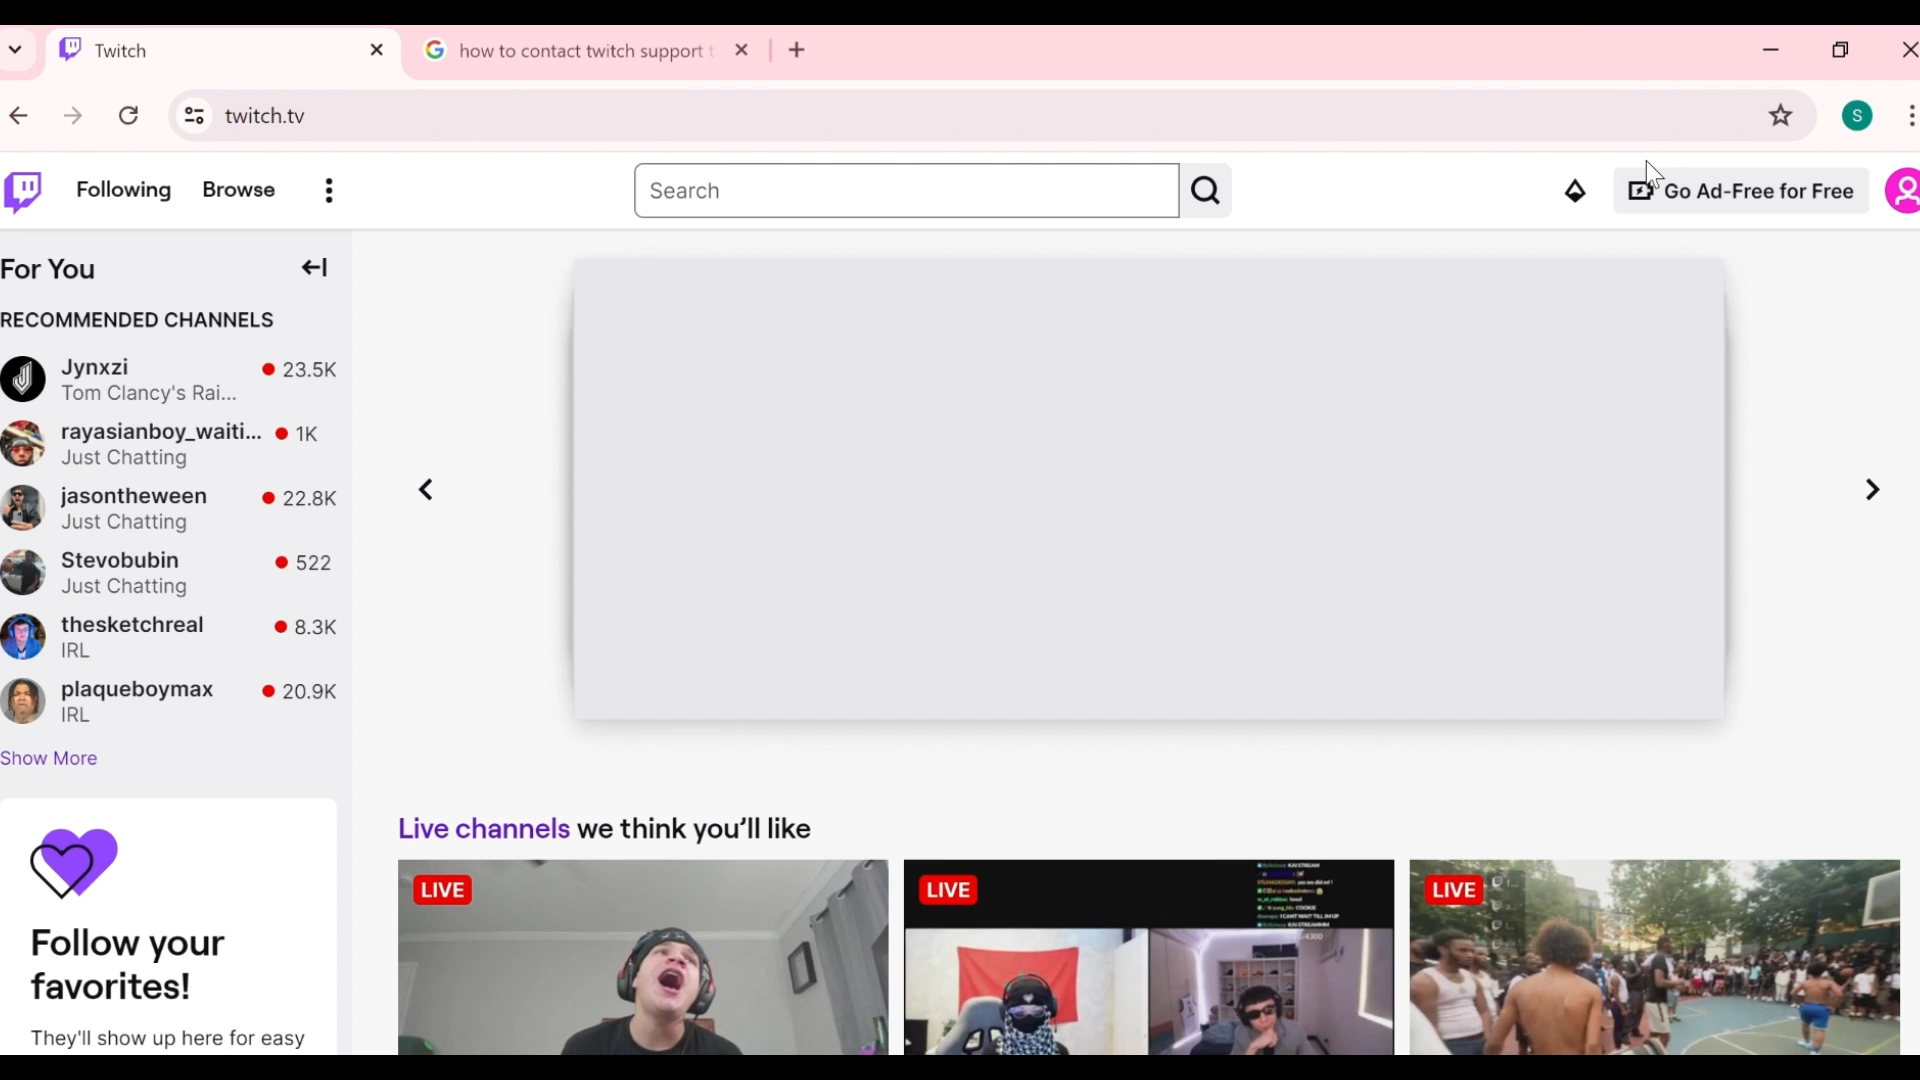 Twitch
how to contact twitch support t
twitch.tv
S
Following
Browse
Search
Go Ad-Free for Free
For You
RECOMMENDED CHANNELS
Jynxzi
23.5K
Tom Clancy's Rai...
rayasianboy_waiti...
1K
Just Chatting
jasontheween
22.8K
Just Chatting
Stevobubin
522
Just Chatting
thesketchreal
8.3K
IRL
plaqueboymax
20.9K
IRL
Show More
Live channels we think you'll like
LIVE
LIVE
LIVE
Follow your
favorites!
They'll show up here for easy